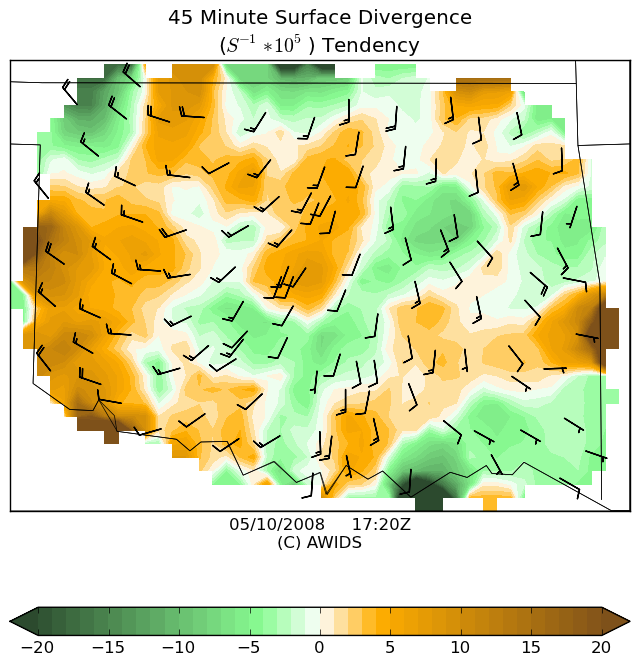 45 Minute Surface Divergence
(S⁻¹ *10⁵ ) Tendency
05/10/2008 17:20Z
(C) AWIDS
−20 −15 −10 −5 0 5 10 15 20